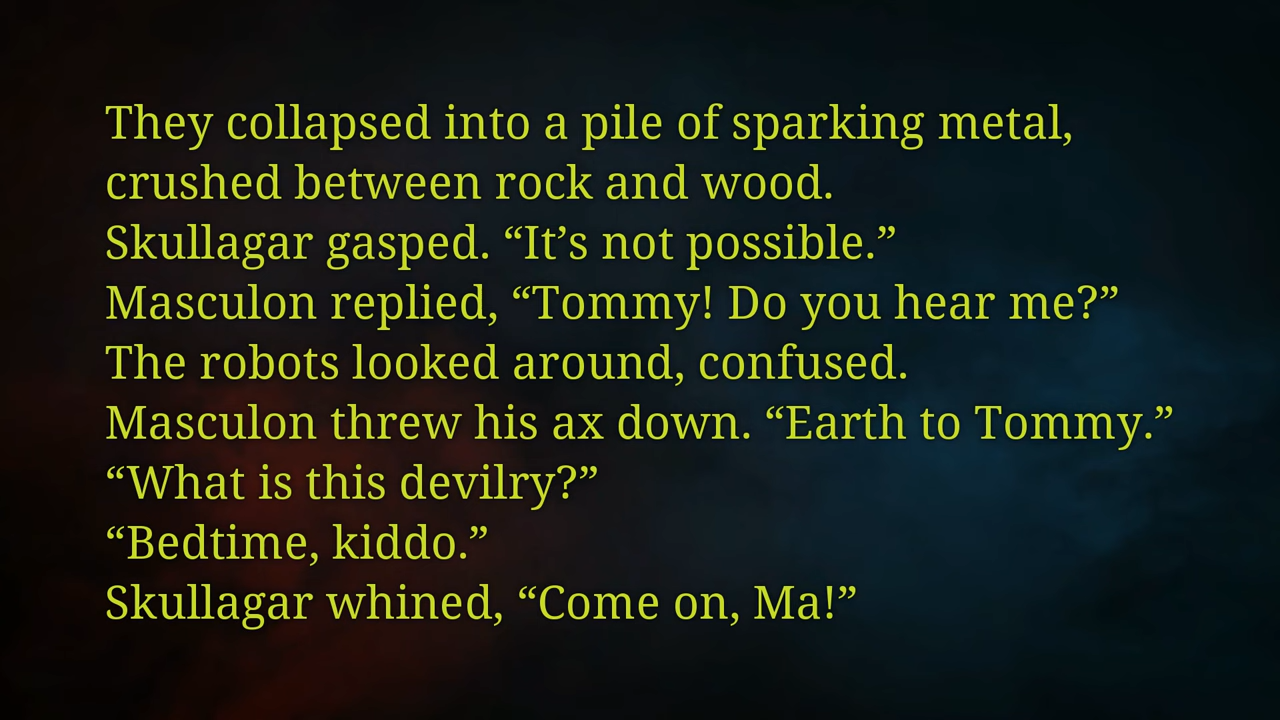 They collapsed into a pile of sparking metal,
crushed between rock and wood.
Skullagar gasped. “It’s not possible.”
Masculon replied, “Tommy! Do you hear me?”
The robots looked around, confused.
Masculon threw his ax down. “Earth to Tommy.”
“What is this devilry?”
“Bedtime, kiddo.”
Skullagar whined, “Come on, Ma!”